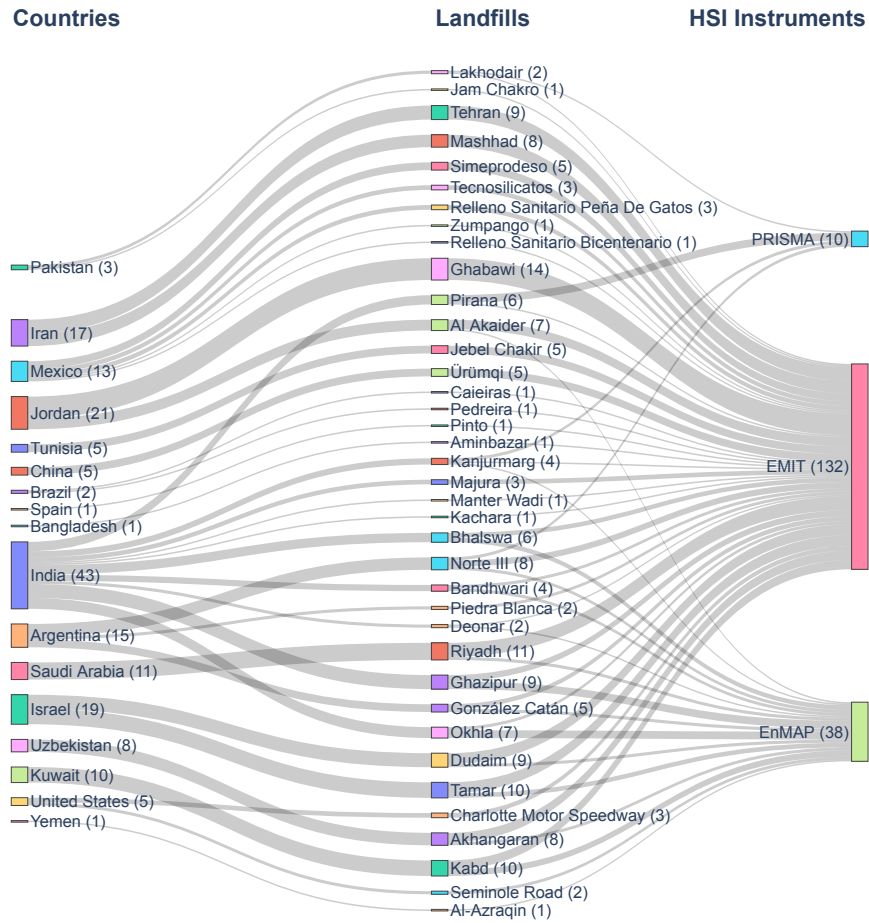 Countries
Landfills
HSI Instruments
Pakistan (3)
Iran (17)
Mexico (13)
Jordan (21)
Tunisia (5)
China (5)
Brazil (2)
Spain (1)
Bangladesh (1)
India (43)
Argentina (15)
Saudi Arabia (11)
Israel (19)
Uzbekistan (8)
Kuwait (10)
United States (5)
Yemen (1)
Lakhodair (2)
Jam Chakro (1)
Tehran (9)
Mashhad (8)
Simeprodeso (5)
Tecnosilicatos (3)
Relleno Sanitario Peña De Gatos (3)
Zumpango (1)
Relleno Sanitario Bicentenario (1)
Ghabawi (14)
Pirana (6)
Al Akaider (7)
Jebel Chakir (5)
Ürümqi (5)
Caieiras (1)
Pedreira (1)
Pinto (1)
Aminbazar (1)
Kanjurmarg (4)
Majura (3)
Manter Wadi (1)
Kachara (1)
Bhalswa (6)
Norte III (8)
Bandhwari (4)
Piedra Blanca (2)
Deonar (2)
Riyadh (11)
Ghazipur (9)
González Catán (5)
Okhla (7)
Dudaim (9)
Tamar (10)
Charlotte Motor Speedway (3)
Akhangaran (8)
Kabd (10)
Seminole Road (2)
Al-Azraqin (1)
PRISMA (10)
EMIT (132)
EnMAP (38)